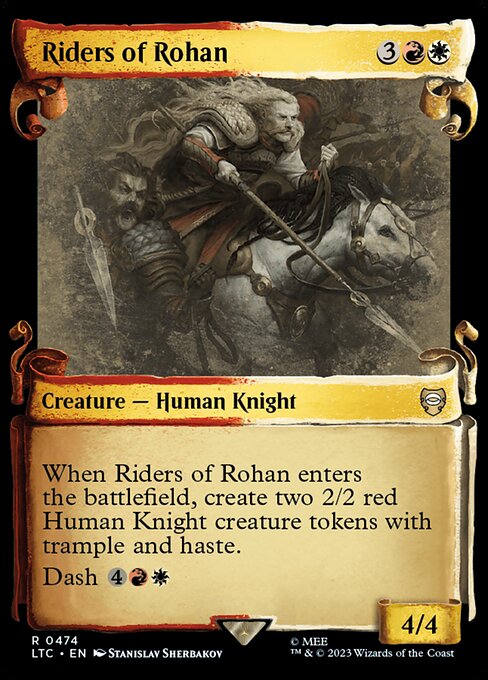 Riders of Rohan 3
Creature — Human Knight
When Riders of Rohan enters
the battlefield, create two 2/2 red
Human Knight creature tokens with
trample and haste.
Dash 4
4/4
R 0474
LTC • EN Stanislav Sherbakov
© MEE
™ & © 2023 Wizards of the Coast